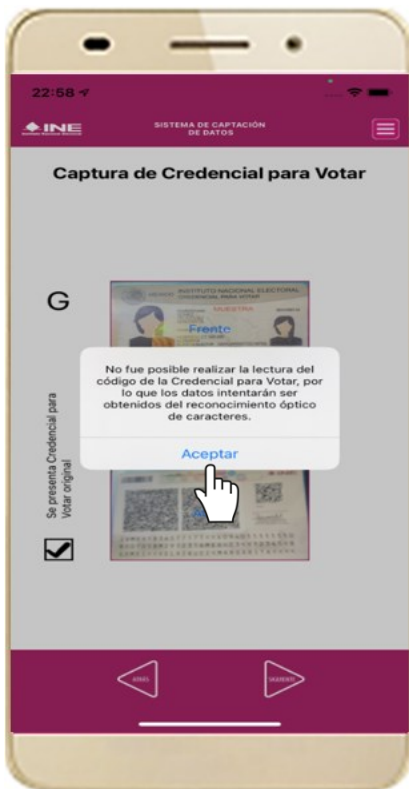 22:58
INE
SISTEMA DE CAPTACIÓN
DE DATOS
Captura de Credencial para Votar
G
INSTITUTO NACIONAL ELECTORAL
CREDENCIAL PARA VOTAR
MUESTRA
Frente
No fue posible realizar la lectura del
código de la Credencial para Votar, por
lo que los datos intentarán ser
obtenidos del reconocimiento óptico
de caracteres.
Aceptar
Se presenta Credencial para
Votar original
ATRÁS
SIGUIENTE